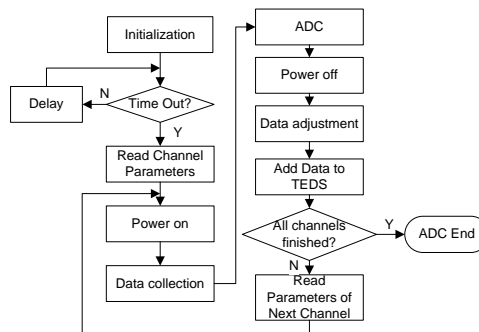 Initialization
Delay
N
Time Out?
Y
Read Channel
Parameters
Power on
Data collection
ADC
Power off
Data adjustment
Add Data to
TEDS
All channels
finished?
Y
ADC End
N
Read
Parameters of
Next Channel